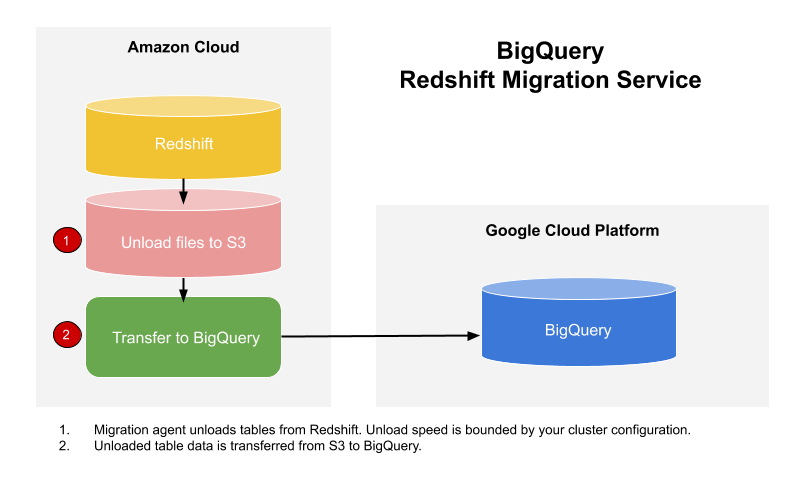 Amazon Cloud
BigQuery
Redshift Migration Service
Redshift
1
Unload files to S3
Google Cloud Platform
2
Transfer to BigQuery
BigQuery
1. Migration agent unloads tables from Redshift. Unload speed is bounded by your cluster configuration.
2. Unloaded table data is transferred from S3 to BigQuery.